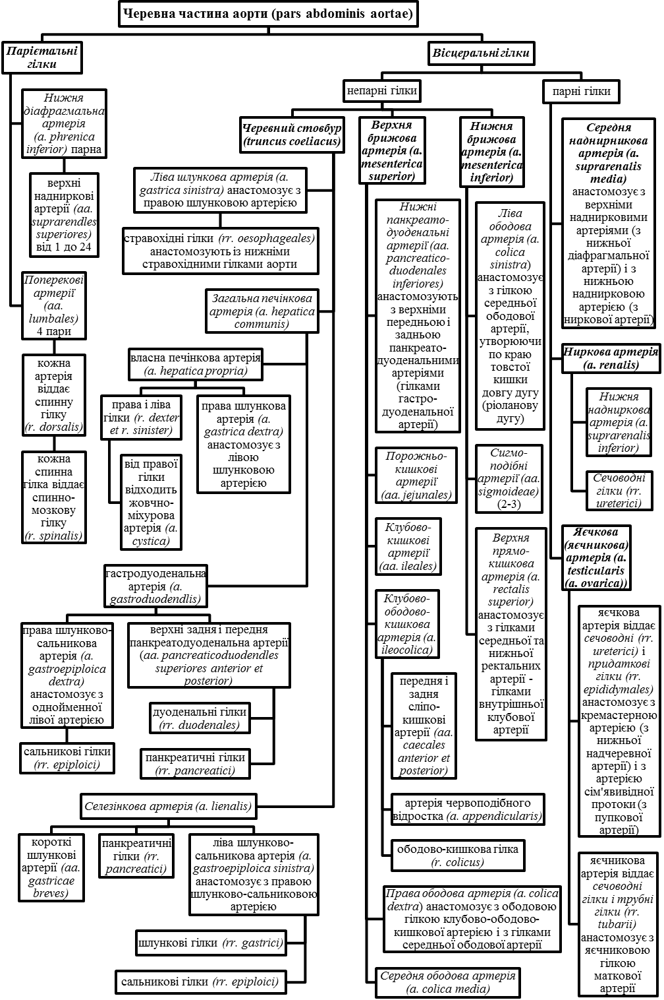 Черевна частина аорти (pars abdominis aortae)
Парієтальні
гілки
Нижня
діафрагмальна
артерія
(a. phrenica
inferior) парна
верхні
надниркові
артерії (aa.
suprarendles
superiores)
від 1 до 24
Поперекові
артерії
(aa.
lumbales)
4 пари
кожна
артерія
віддає
спинну
гілку
(r. dorsalis)
кожна
спинна
гілка віддає
спинно-
мозкову
гілку
(r. spinalis)
Вісцеральні гілки
непарні гілки
Черевний стовбур
(truncus coeliacus)
Ліва шлункова артерія (a.
gastrica sinistra) анастомозує з
правою шлунковою артерією
стравохідні гілки (rr. oesophageales)
анастомозують із нижніми
стравохідними гілками аорти
Загальна печінкова
артерія (a. hepatica
communis)
власна печінкова артерія
(a. hepatica propria)
права і ліва
гілки (r. dexter
et r. sinister)
від правої
гілки
відходить
жовчно-
міхурова
артерія (a.
cystica)
права шлункова
артерія (a.
gastrica dextra)
анастомозує з
лівою
шлунковою
артерією
гастродуоденальна
артерія (a.
gastroduodendlis)
права шлунково-
сальникова
артерія (a.
gastroepiploica
dextra)
анастомозує з
однойменної
лівої артерією
сальникові гілки
(rr. epiploici)
верхні задня і передня
панкреатодуоденальна артерії
(aa. pancreaticoduodendles
superiores anterior et
posterior)
дуоденальні гілки
(rr. duodenales)
панкреатичні гілки
(rr. pancreatici)
Селезінкова артерія (a. lienalis)
короткі
шлункові
артерії (aa.
gastricae
breves)
панкреатичні
гілки (rr.
pancreatici)
ліва шлунково-
сальникова артерія (a.
gastroepiploica sinistra)
анастомозує з правою
шлунково-сальниковою
артерією
шлункові гілки (rr. gastrici)
сальникові гілки (rr. epiploici)
Верхня
брижова
артерія (a.
mesenterica
superior)
Нижні
панкреато-
дуоденальні
артерії (aa.
pancreatico-
duodenales
inferiores)
анастомозують
з верхніми
передньою і
задньою
панкреато-
дуоденальними
артеріями
(гілками
гастро-
дуоденальної
артерії)
Порожньо-
кишкові
артерії
(aa. jejunales)
Клубово-
кишкові
артерії
(aa. ileales)
Клубово-
ободово-
кишкова
артерія (a.
ileocolica)
передня і
задня
сліпо-
кишкові
артерії (aa.
caecales
anterior et
posterior)
артерія червоподібного
відростка (a. appendicularis)
ободово-кишкова гілка
(r. colicus)
Права ободова артерія (a. colica
dextra) анастомозує з ободовою
гілкою клубово-ободово-
кишкової артерією і з гілками
середньої ободової артерії
Середня ободова артерія
(a. colica media)
Нижня
брижова
артерія (a.
mesenterica
inferior)
Ліва
ободова
артерія (a.
colica
sinistra)
анастомозує
з гілкою
середньої
ободової
артерії,
утворюючи
по краю
товстої
кишки
довгу дугу
(ріоланову
дугу)
Сигмо-
подібні
артерії (aa.
sigmoideae)
(2-3)
Верхня
прямо-
кишкова
артерія (a.
rectalis
superior)
анастомозує
з гілками
середньої та
нижньої
ректальних
артерії -
гілками
внутрішньої
клубової
артерії
парні гілки
Середня
наднирникова
артерія (a.
suprarenalis
media)
анастомозує з
верхніми
наднирковими
артеріями (з
нижньої
діафрагмальної
артерії) і з
нижньою
наднирковою
артерією (з
ниркової артерії)
Ниркова артерія
(a. renalis)
Нижня
надниркова
артерія (a.
suprarenalis
inferior)
Сечоводні
гілки (rr.
ureterici)
Яєчкова
(яєчникова)
артерія (a.
testicularis
(a. ovarica))
яєчкова
артерія віддає
сечоводні (rr.
ureterici) і
придаткові
гілки (rr.
epididymales)
анастомозує з
кремастерною
артерією (з
нижньої
надчеревної
артерії) і з
артерією
сім'явивідної
протоки (з
пупкової
артерії)
яєчникова
артерія віддає
сечоводні
гілки і трубні
гілки (rr.
tubarii)
анастомозує з
яєчниковою
гілкою
маткової
артерії